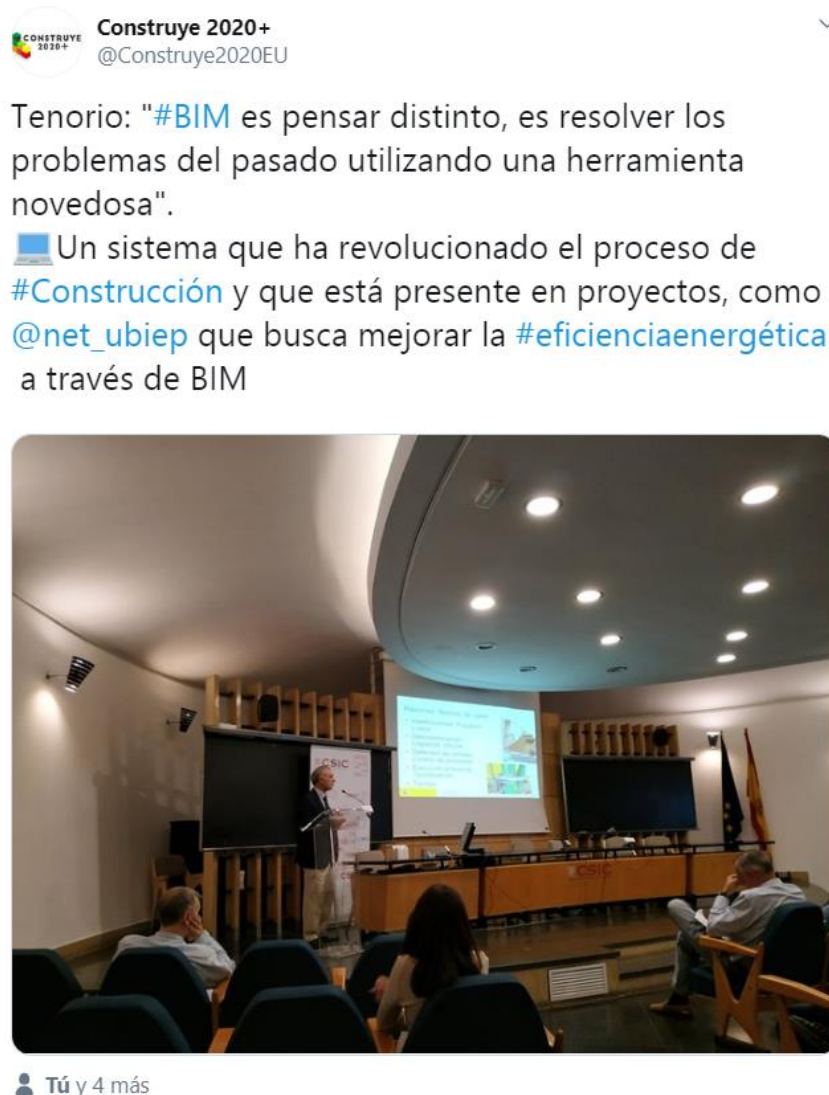 CONSTRUYE
2020+
Construye 2020+
@Construye2020EU
Tenorio: "#BIM es pensar distinto, es resolver los
problemas del pasado utilizando una herramienta
novedosa".
Un sistema que ha revolucionado el proceso de
#Construcción y que está presente en proyectos, como
@net_ubiep que busca mejorar la #eficienciaenergética
a través de BIM
CSIC
CSIC
Tú y 4 más